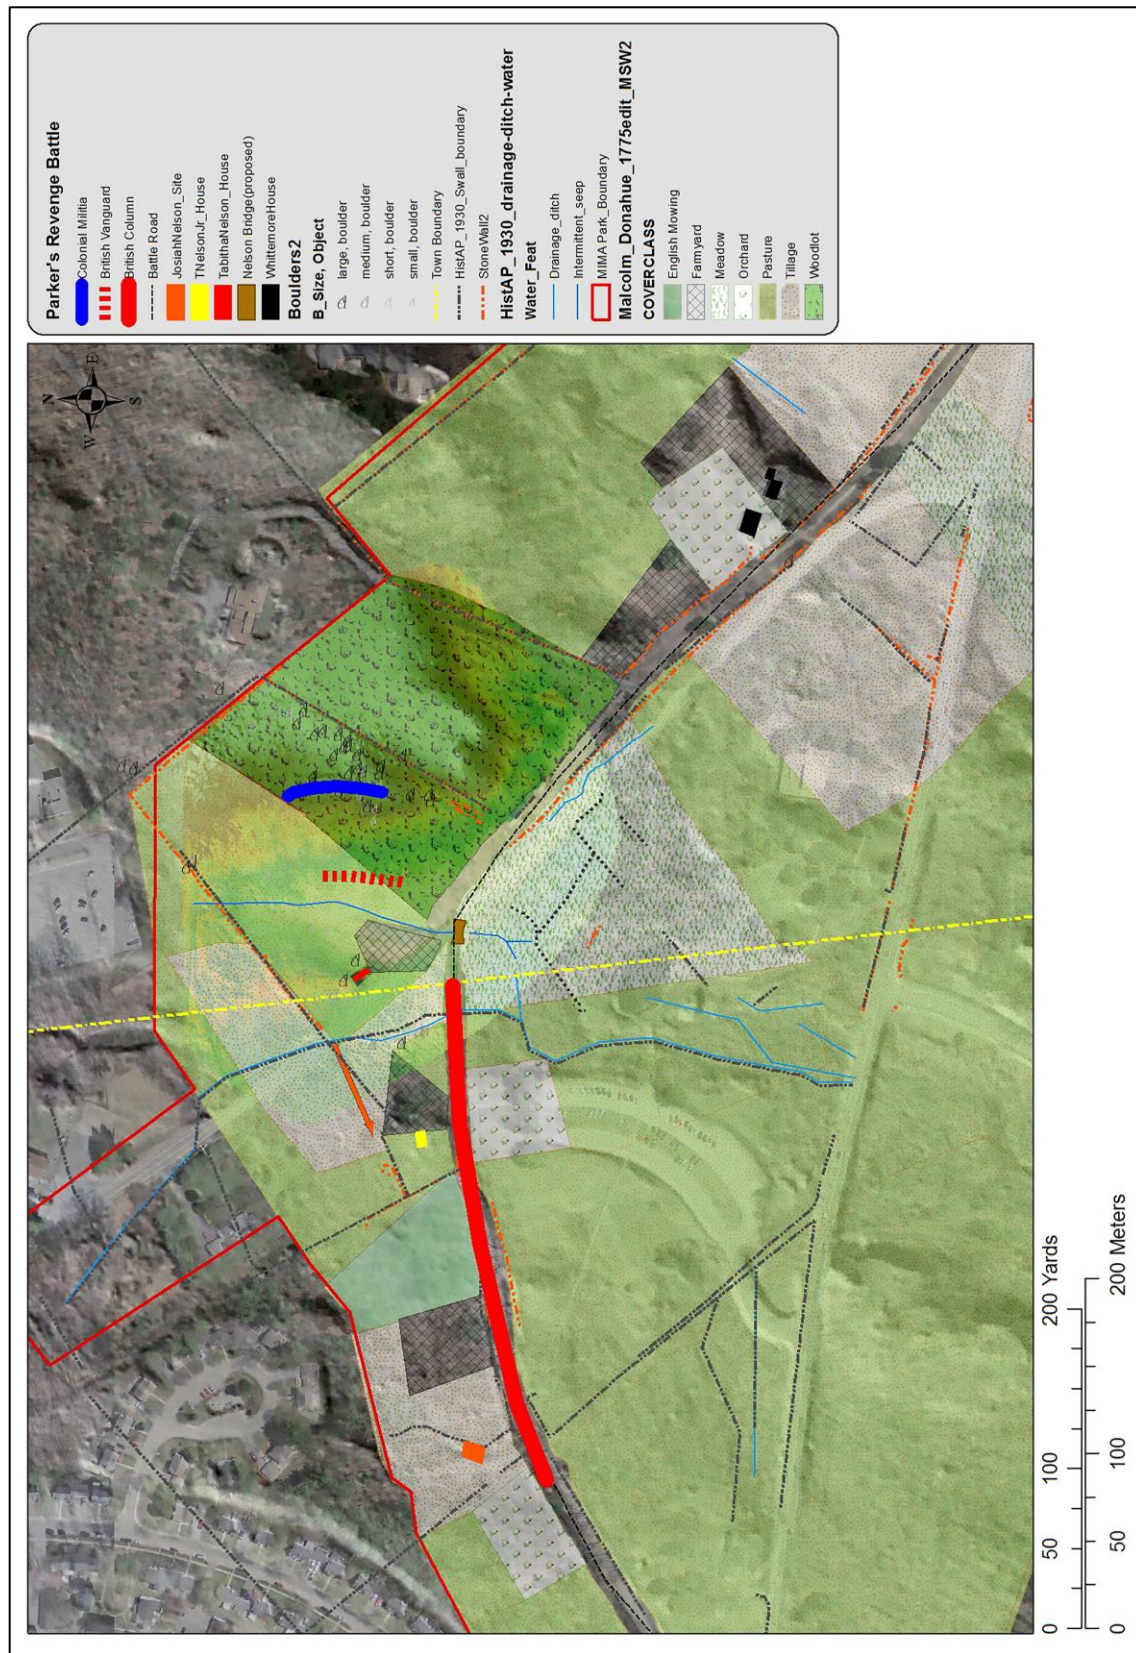 Parker's Revenge Battle
Colonial Militia
British Vanguard
British Column
Battle Road
JosiahNelson_Site
TNelsonJr_House
TabithaNelson_House
Nelson Bridge(proposed)
WhittemoreHouse
Boulders2
B_Size, Object
large, boulder
medium, boulder
short, boulder
small, boulder
Town Boundary
HistAP_1930_Swall_boundary
StoneWall2
HistAP_1930_drainage-ditch-water
Water_Feat
Drainage_ditch
Intermittent_seep
MIMA Park_Boundary
Malcolm_Donahue_1775edit_MSW2
COVERCLASS
English Mowing
Farmyard
Meadow
Orchard
Pasture
Tillage
Woodlot
N
W E
S
0 50 100 200 Yards
0 50 100 200 Meters